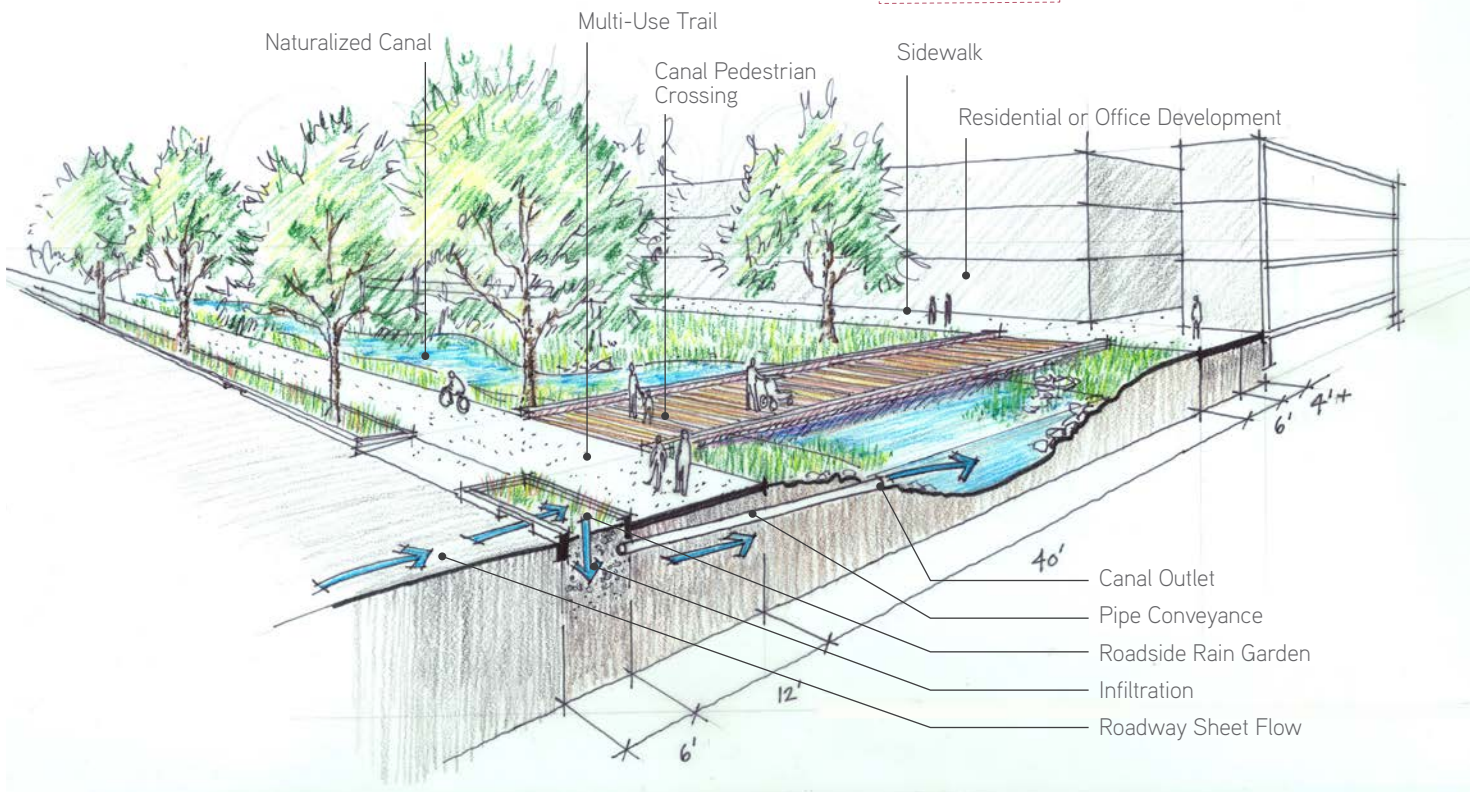 Multi-Use Trail
Naturalized Canal
Sidewalk
Canal Pedestrian
Crossing
Residential or Office Development
4'+
6'
40'
12'
6'
Canal Outlet
Pipe Conveyance
Roadside Rain Garden
Infiltration
Roadway Sheet Flow